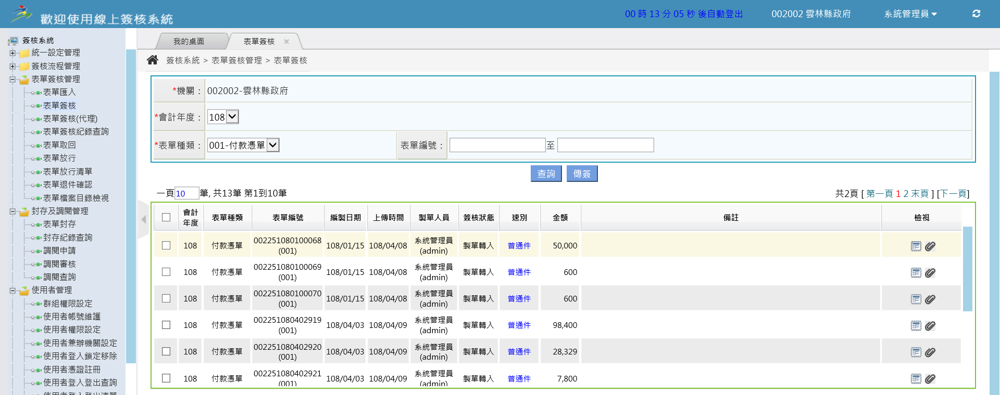 歡迎使用線上簽核系統
00 時 13 分 05 秒 後自動登出
002002 雲林縣政府
系統管理員
簽核系統
統一設定管理
簽核流程管理
表單簽核管理
表單匯入
表單簽核
表單簽核(代理)
表單簽核紀錄查詢
表單取回
表單放行
表單放行清單
表單退件確認
表單檔案目錄檢視
封存及調閱管理
表單封存
封存紀錄查詢
調閱申請
調閱審核
調閱查詢
使用者管理
群組權限設定
使用者帳號維護
使用者權限設定
使用者兼辦機關設定
使用者登入鎖定移除
使用者憑證註冊
使用者登入登出查詢
使用者登入登出清單
我的桌面
表單簽核
簽核系統 > 表單簽核管理 > 表單簽核
*機關： 002002-雲林縣政府
*會計年度： 108
*表單種類： 001-付款憑單 表單編號： 至
查詢 傳簽
一頁10筆, 共13筆 第1到10筆
共2頁 [ 第一頁 1 2 末頁 ] [下一頁]
會計年度 表單種類 表單編號 編製日期 上傳時間 製單人員 簽核狀態 速別 金額 備註 檢視
108 付款憑單 002251080100068 (001) 108/01/15 108/04/08 系統管理員 (admin) 製單轉入 普通件 50,000
108 付款憑單 002251080100069 (001) 108/01/15 108/04/08 系統管理員 (admin) 製單轉入 普通件 600
108 付款憑單 002251080100070 (001) 108/01/15 108/04/08 系統管理員 (admin) 製單轉入 普通件 600
108 付款憑單 002251080402919 (001) 108/04/03 108/04/09 系統管理員 (admin) 製單轉入 普通件 98,400
108 付款憑單 002251080402920 (001) 108/04/03 108/04/09 系統管理員 (admin) 製單轉入 普通件 28,329
108 付款憑單 002251080402921 (001) 108/04/03 108/04/09 系統管理員 (admin) 製單轉入 普通件 7,800